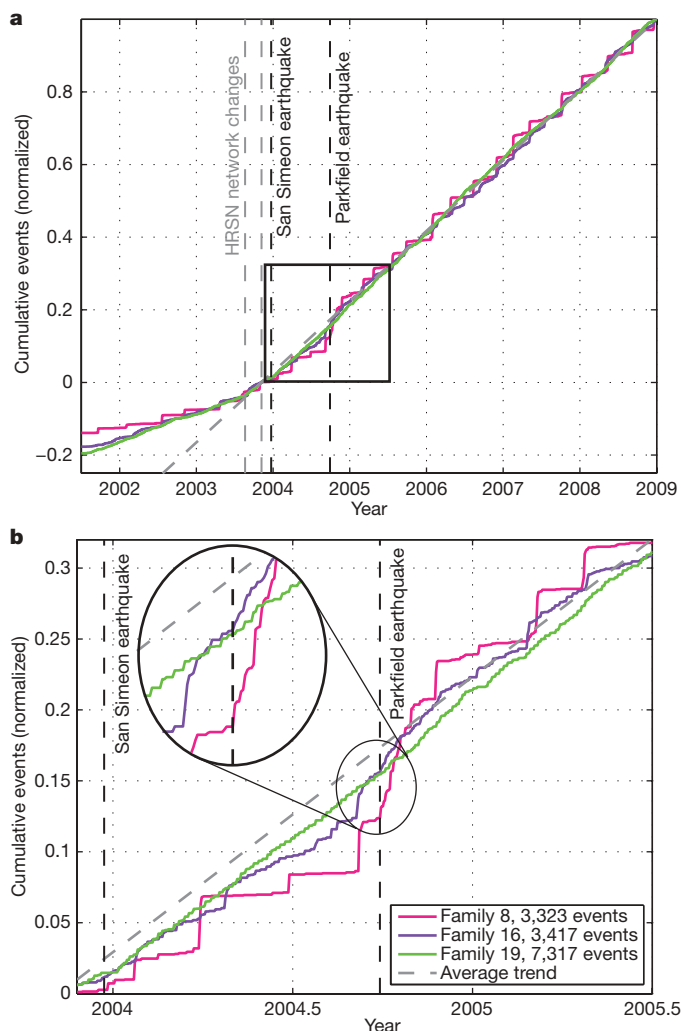 a
Cumulative events (normalized)
0.8
0.6
0.4
0.2
0
−0.2
HRSN network changes
San Simeon earthquake
Parkfield earthquake
2002 2003 2004 2005 2006 2007 2008 2009
Year
b
Cumulative events (normalized)
0.3
0.25
0.2
0.15
0.1
0.05
0
San Simeon earthquake
Parkfield earthquake
Family 8, 3,323 events
Family 16, 3,417 events
Family 19, 7,317 events
Average trend
2004 2004.5 2005 2005.5
Year